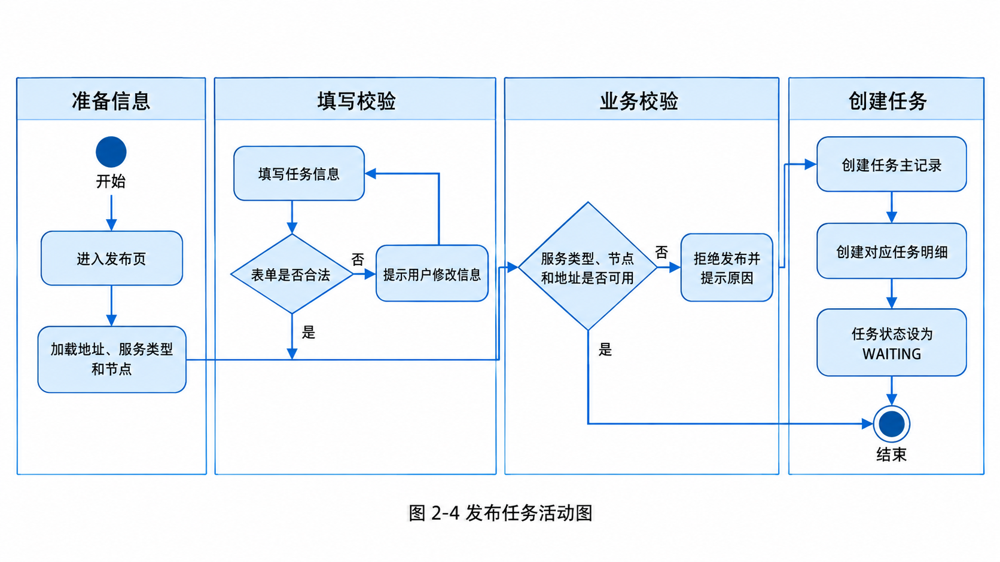 准备信息
开始
进入发布页
加载地址、服务类型
和节点
填写校验
填写任务信息
表单是否合法
否
提示用户修改信息
是
业务校验
服务类型、节点
和地址是否可用
否
拒绝发布并
提示原因
是
创建任务
创建任务主记录
创建对应任务明细
任务状态设为
WAITING
结束
图 2-4 发布任务活动图